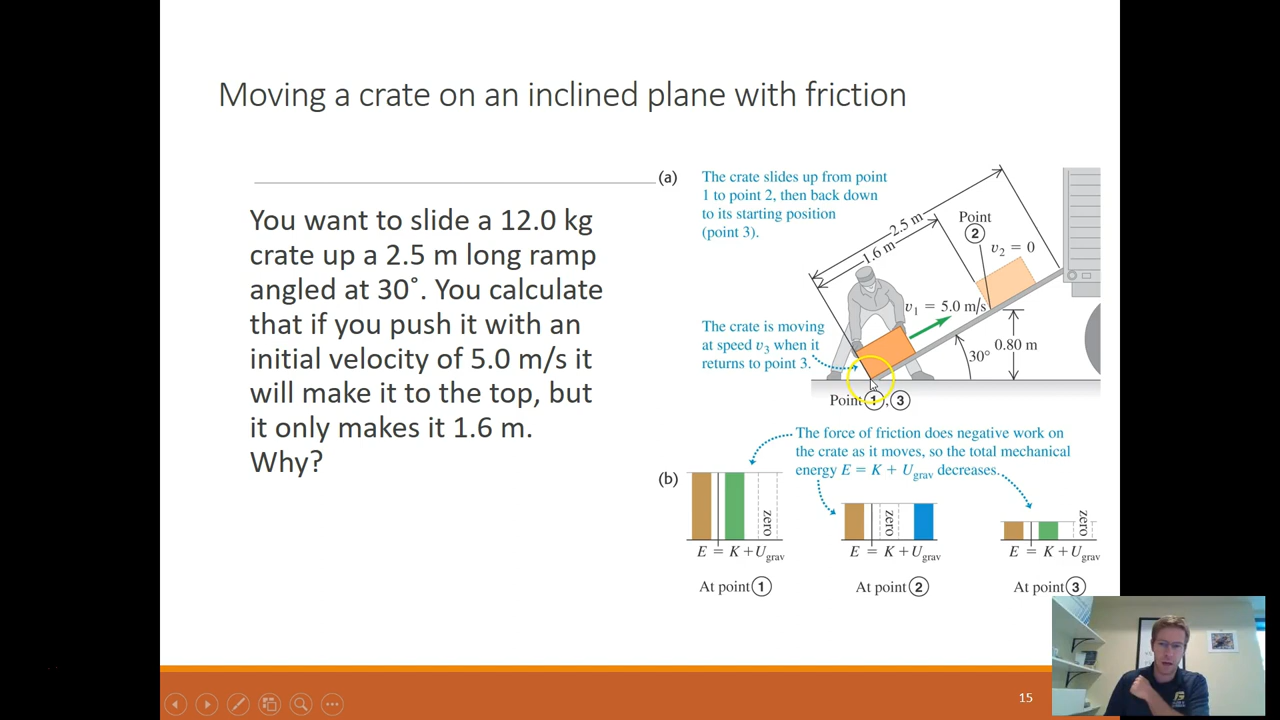 Moving a crate on an inclined plane with friction
You want to slide a 12.0 kg
crate up a 2.5 m long ramp
angled at 30˚. You calculate
that if you push it with an
initial velocity of 5.0 m/s it
will make it to the top, but
it only makes it 1.6 m.
Why?
(a)
The crate slides up from point
1 to point 2, then back down
to its starting position
(point 3).
2.5 m
1.6 m
Point
2
v2 = 0
v1 = 5.0 m/s
The crate is moving
at speed v3 when it
returns to point 3.
30°
0.80 m
Point 1, 3
The force of friction does negative work on
the crate as it moves, so the total mechanical
energy E = K + Ugrav decreases.
(b)
zero
zero
zero
E = K + Ugrav
E = K + Ugrav
E = K + Ugrav
At point 1
At point 2
At point 3
15